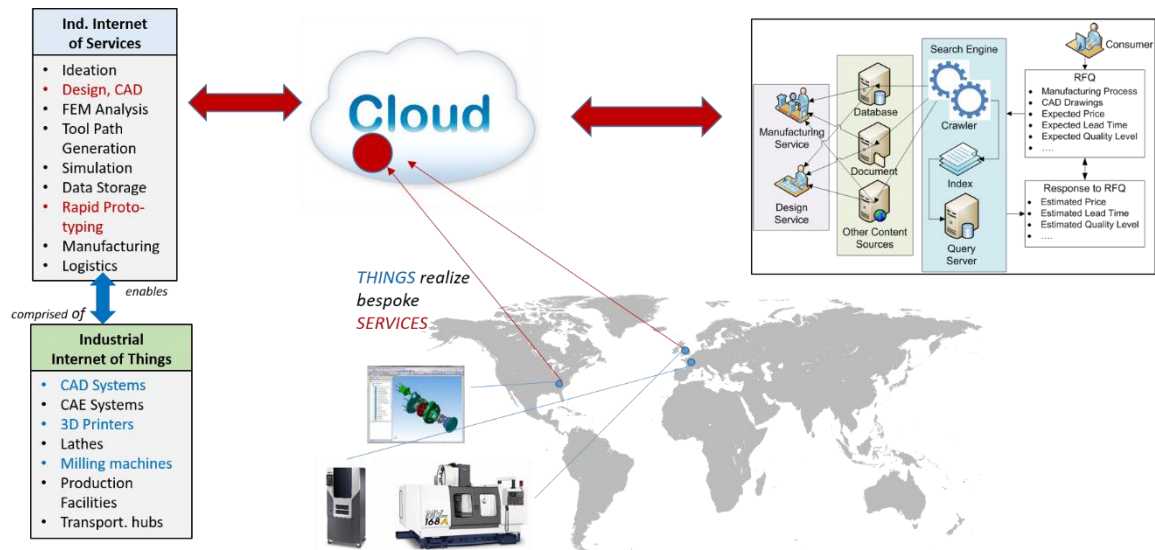 Ind. Internet
of Services
• Ideation
• Design, CAD
• FEM Analysis
• Tool Path
Generation
• Simulation
• Data Storage
• Rapid Proto-
typing
• Manufacturing
• Logistics
enables
comprised of
Industrial
Internet of Things
• CAD Systems
• CAE Systems
• 3D Printers
• Lathes
• Milling machines
• Production
Facilities
• Transport. hubs
Cloud
THINGS realize
bespoke
SERVICES
MV
168A
Manufacturing
Service
Design
Service
Database
Document
Other Content
Sources
Search Engine
Crawler
Index
Query
Server
Consumer
RFQ
• Manufacturing Process
• CAD Drawings
• Expected Price
• Expected Lead Time
• Expected Quality Level
• ....
Response to RFQ
• Estimated Price
• Estimated Lead Time
• Estimated Quality Level
• ....